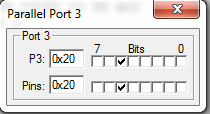 Parallel Port 3
Port 3
7 Bits 0
P3: 0x20
Pins: 0x20